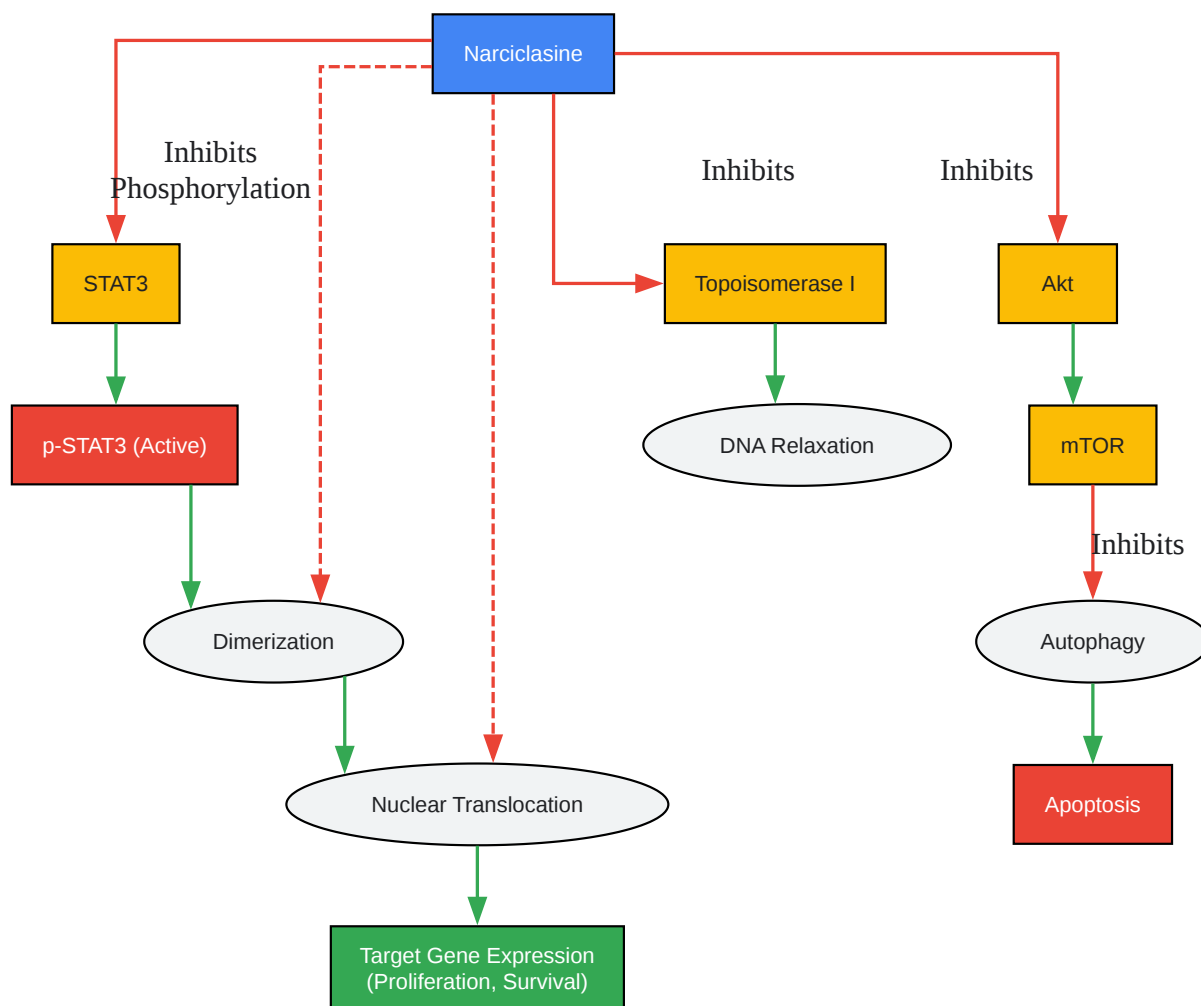 Narciclasine
Inhibits
Phosphorylation
Inhibits
Inhibits
STAT3
Topoisomerase I
Akt
p-STAT3 (Active)
DNA Relaxation
mTOR
Inhibits
Dimerization
Autophagy
Nuclear Translocation
Apoptosis
Target Gene Expression
(Proliferation, Survival)